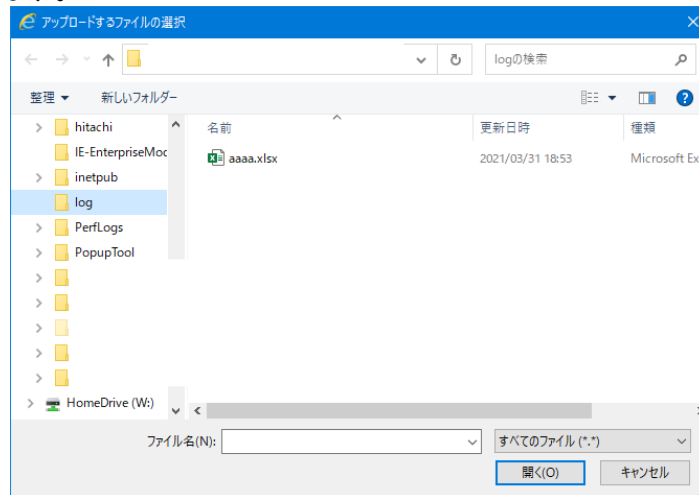 アップロードするファイルの選択
logの検索
整理 新しいフォルダー
名前 更新日時 種類
hitachi
IE-EnterpriseMoc
inetpub
log
PerfLogs
PopupTool
HomeDrive (W:)
aaaa.xlsx 2021/03/31 18:53 Microsoft Ex
ファイル名(N): すべてのファイル (*.*)
開く(O) キャンセル